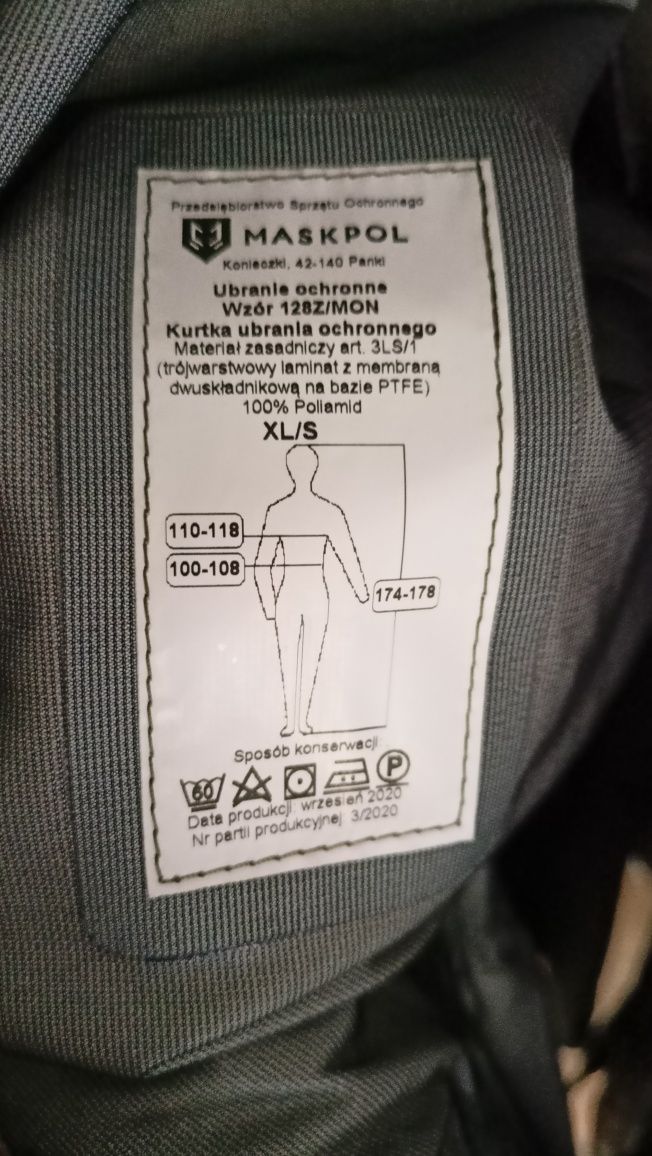 Przedsiębiorstwo Sprzętu Ochronnego
MASKPOL
Konieczki, 42-140 Panki
Ubranie ochronne
Wzór 128Z/MON
Kurtka ubrania ochronnego
Materiał zasadniczy art. 3LS/1
(trójwarstwowy laminat z membraną
dwuskładnikową na bazie PTFE)
100% Poliamid
XL/S
110-118
100-108
174-178
Sposób konserwacji:
60 P
Data produkcji: wrzesień 2020
Nr partii produkcyjnej: 3/2020